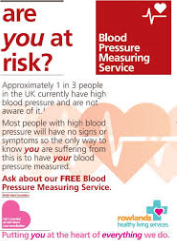 are
you at
risk?
Blood
Pressure
Measuring
Service
Approximately 1 in 3 people
in the UK currently have high
blood pressure and are not
aware of it.¹
Most people with high blood
pressure will have no signs or
symptoms so the only way to
know you are suffering from
this is to have your blood
pressure measured.
Ask about our FREE Blood
Pressure Measuring Service.
rowlands
healthy living services
Putting you at the heart of everything we do.